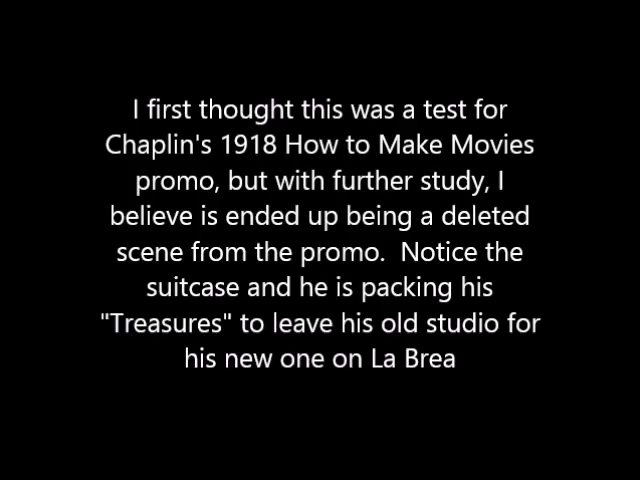 I first thought this was a test for
Chaplin's 1918 How to Make Movies
promo, but with further study, I
believe is ended up being a deleted
scene from the promo.  Notice the
suitcase and he is packing his
"Treasures" to leave his old studio for
his new one on La Brea